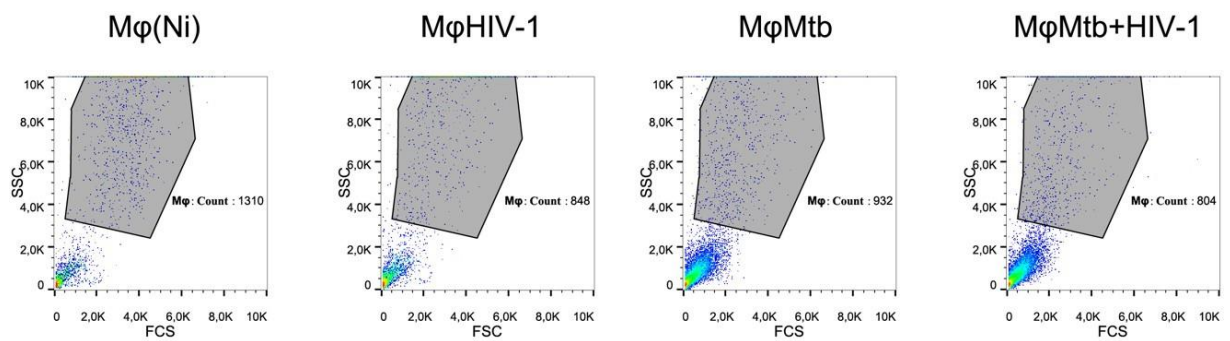 Mφ(Ni)
MφHIV-1
MφMtb
MφMtb+HIV-1
10K
8,0K
6,0K
4,0K
2,0K
0
SSC
Mφ: Count : 1310
0 2,0K 4,0K 6,0K 8,0K 10K
FCS
10K
8,0K
6,0K
4,0K
2,0K
0
SSC
Mφ: Count : 848
0 2,0K 4,0K 6,0K 8,0K 10K
FSC
10K
8,0K
6,0K
4,0K
2,0K
0
SSC
Mφ: Count : 932
0 2,0K 4,0K 6,0K 8,0K 10K
FCS
10K
8,0K
6,0K
4,0K
2,0K
0
SSC
Mφ: Count : 804
0 2,0K 4,0K 6,0K 8,0K 10K
FCS